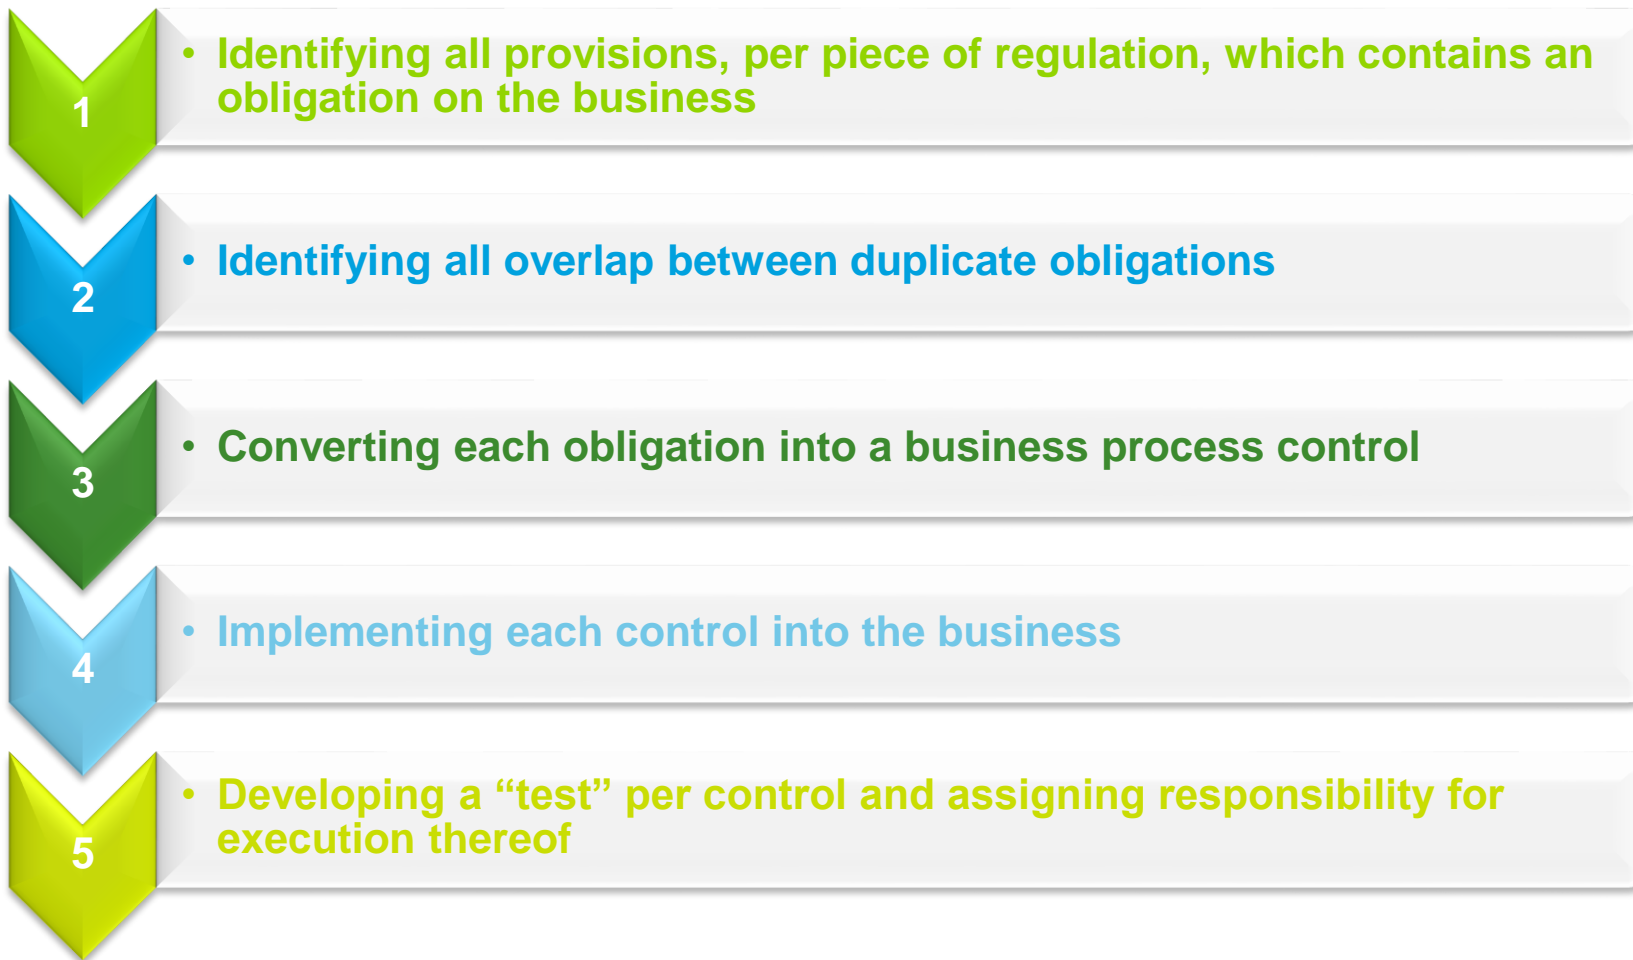 1
• Identifying all provisions, per piece of regulation, which contains an
obligation on the business
2
• Identifying all overlap between duplicate obligations
3
• Converting each obligation into a business process control
4
• Implementing each control into the business
5
• Developing a “test” per control and assigning responsibility for
execution thereof